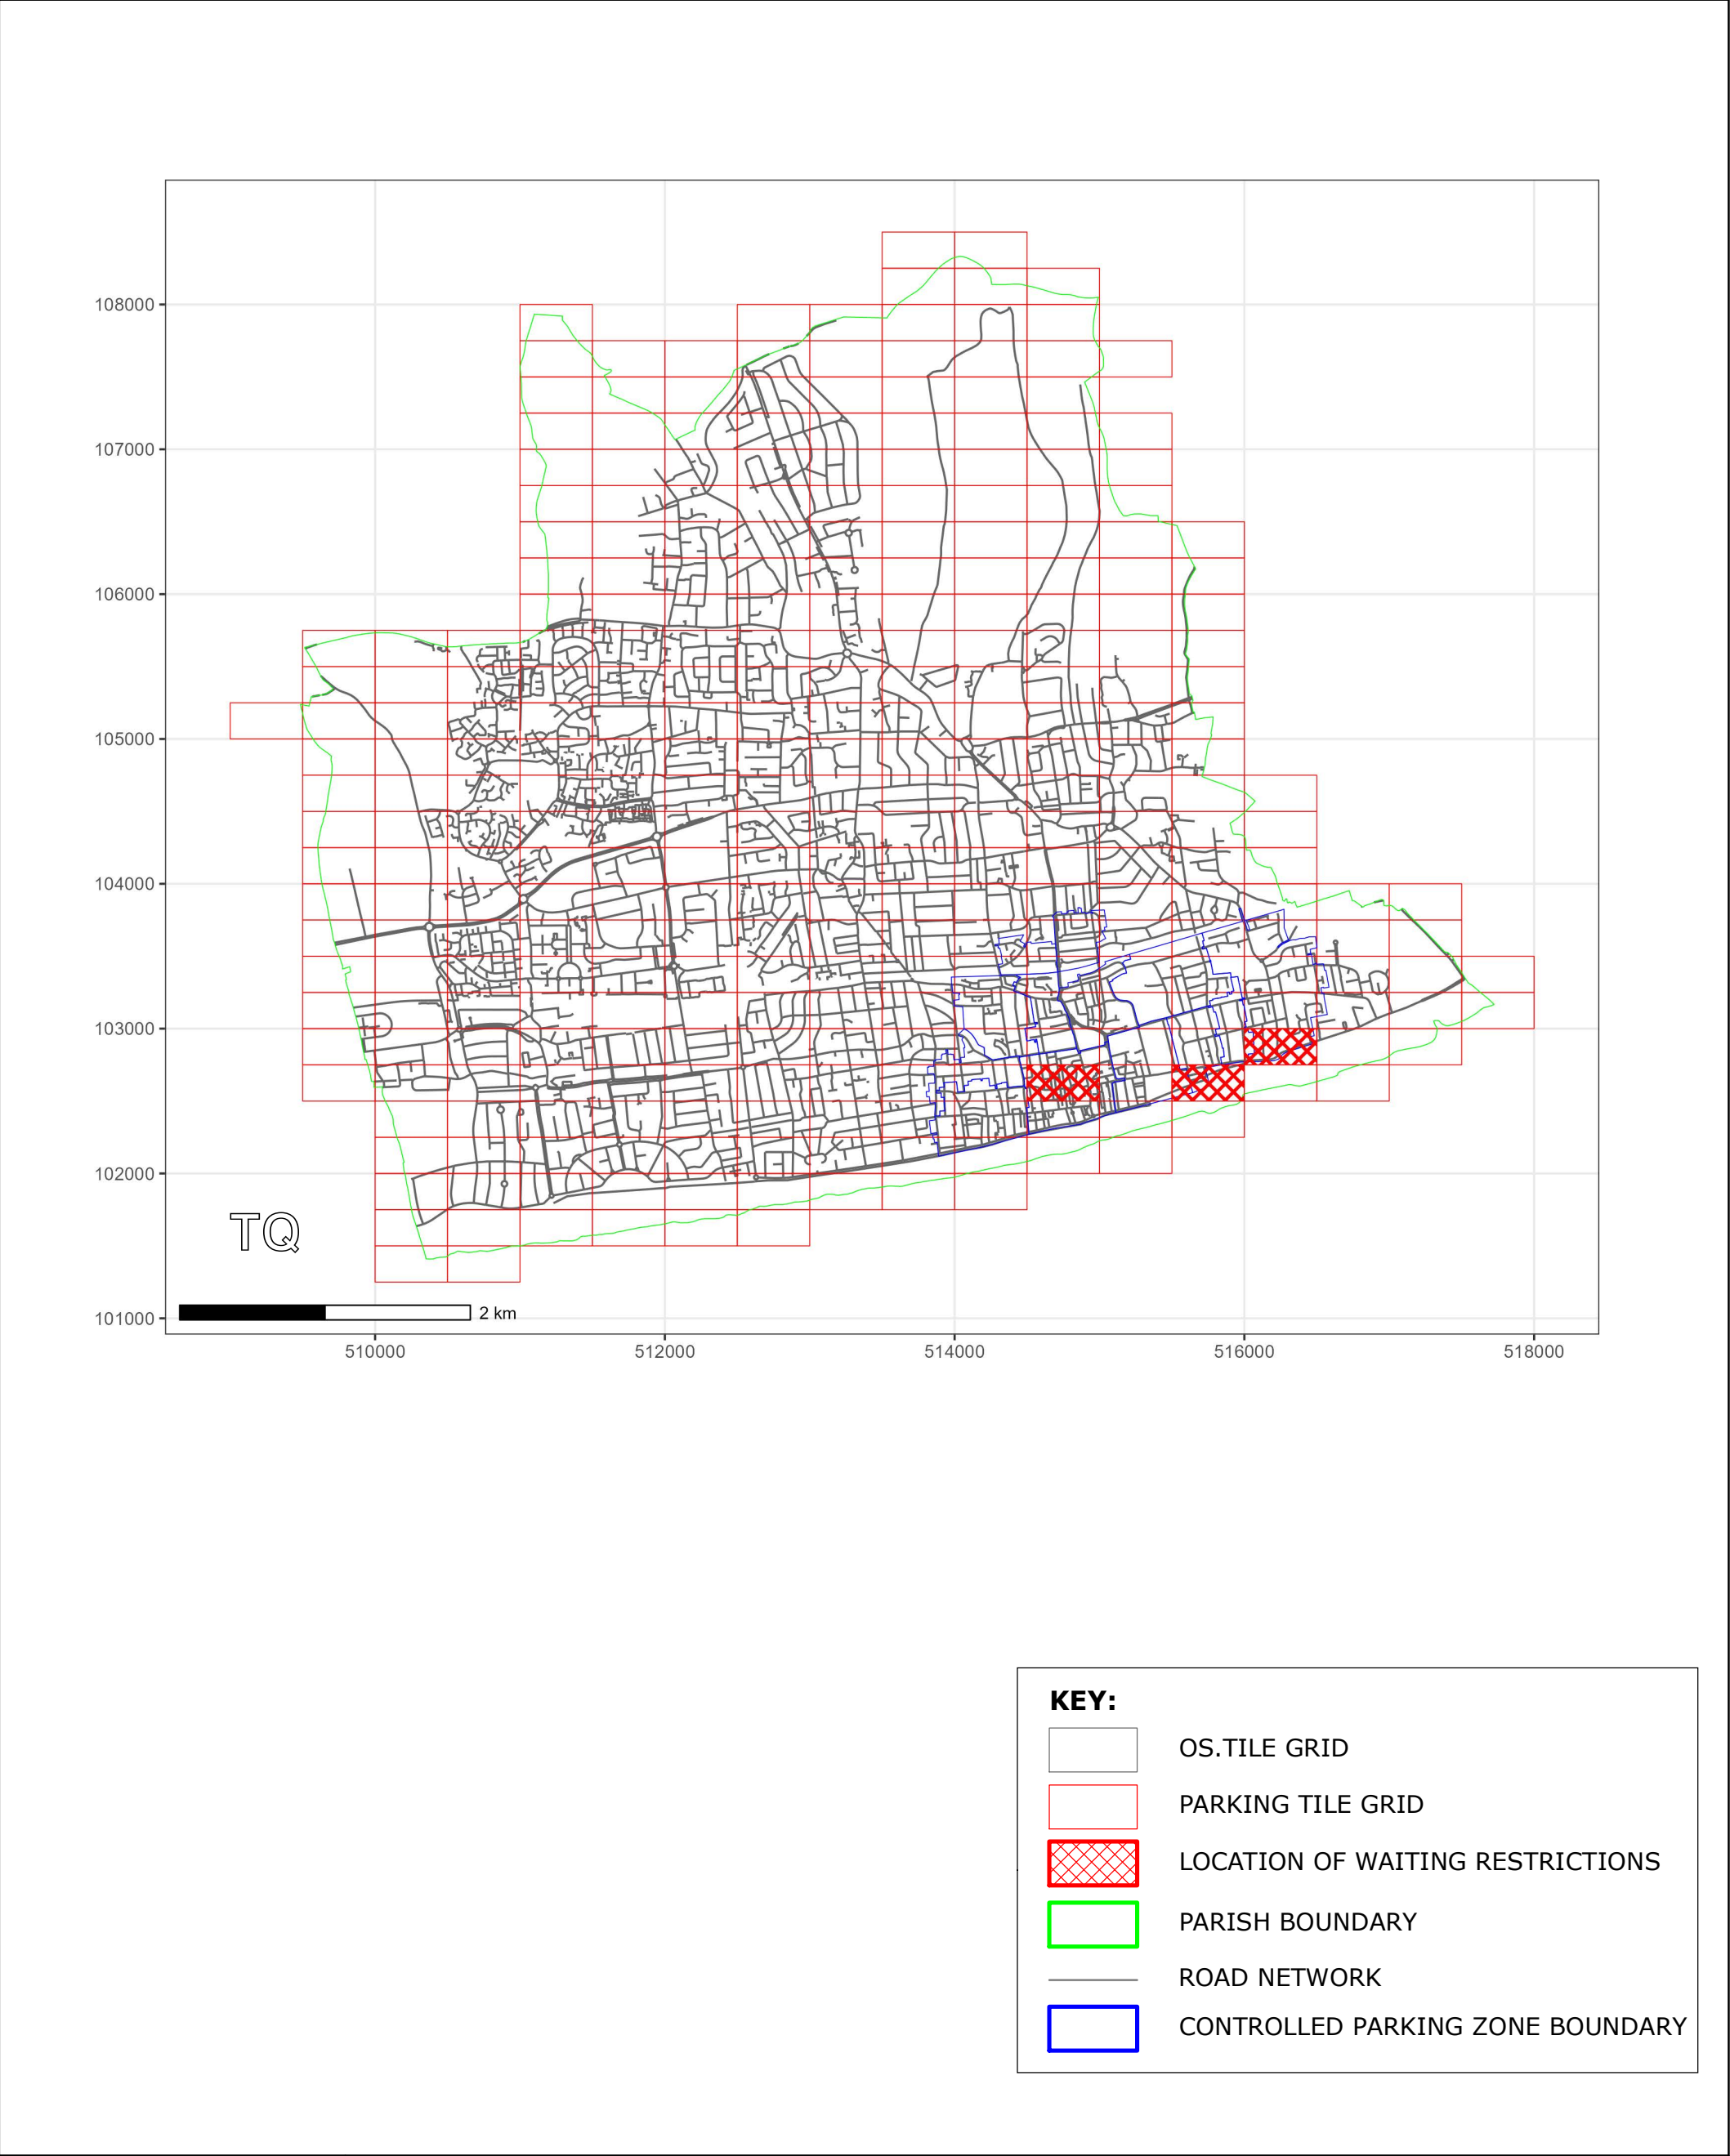 108000
107000
106000
105000
104000
103000
102000
TQ
2 km
101000
510000 512000 514000 516000 518000
KEY:
OS.TILE GRID
PARKING TILE GRID
LOCATION OF WAITING RESTRICTIONS
PARISH BOUNDARY
ROAD NETWORK
CONTROLLED PARKING ZONE BOUNDARY